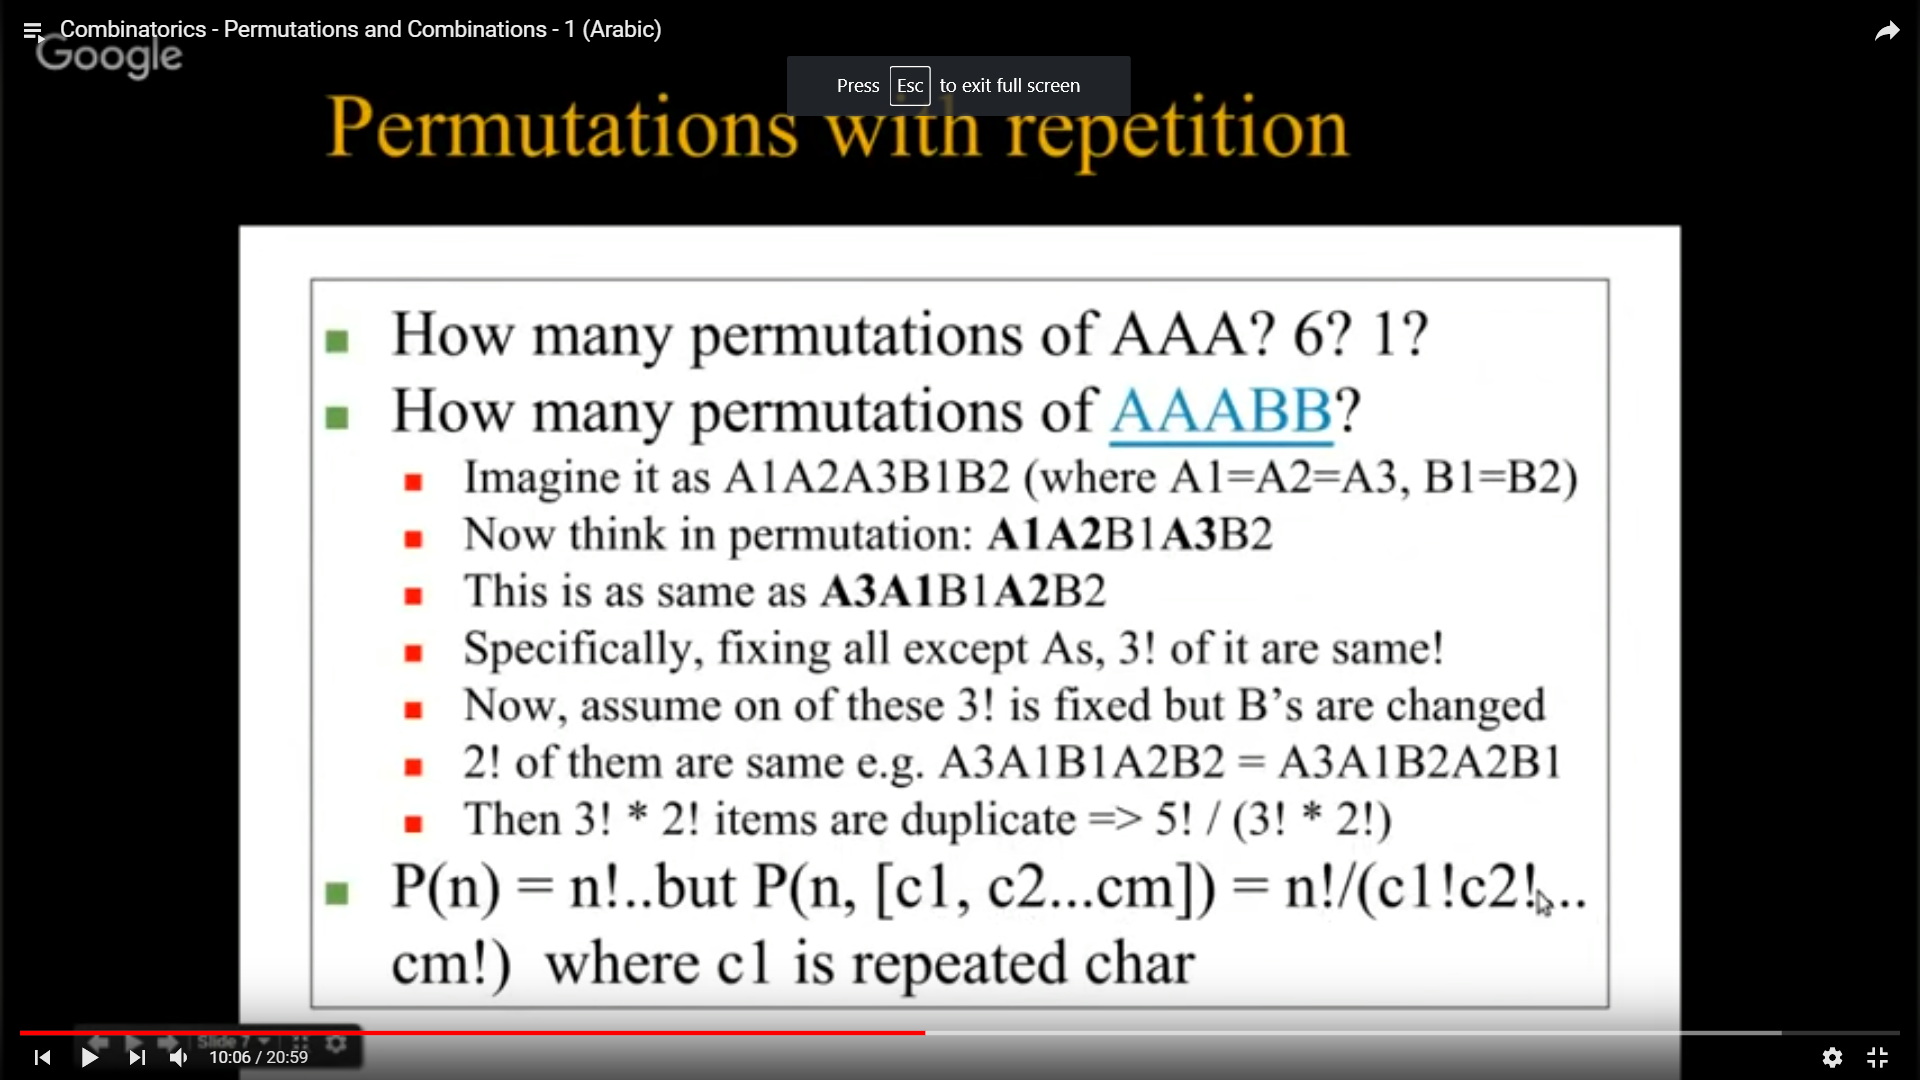 Combinatorics - Permutations and Combinations - 1 (Arabic)
Google
Press Esc to exit full screen
Permutations with repetition
How many permutations of AAA? 6? 1?
How many permutations of AAABB?
Imagine it as A1A2A3B1B2 (where A1=A2=A3, B1=B2)
Now think in permutation: A1A2B1A3B2
This is as same as A3A1B1A2B2
Specifically, fixing all except As, 3! of it are same!
Now, assume on of these 3! is fixed but B's are changed
2! of them are same e.g. A3A1B1A2B2 = A3A1B2A2B1
Then 3! * 2! items are duplicate => 5! / (3! * 2!)
P(n) = n!..but P(n, [c1, c2...cm]) = n!/(c1!c2!...
cm!) where c1 is repeated char
Slide 7
10:06 / 20:59